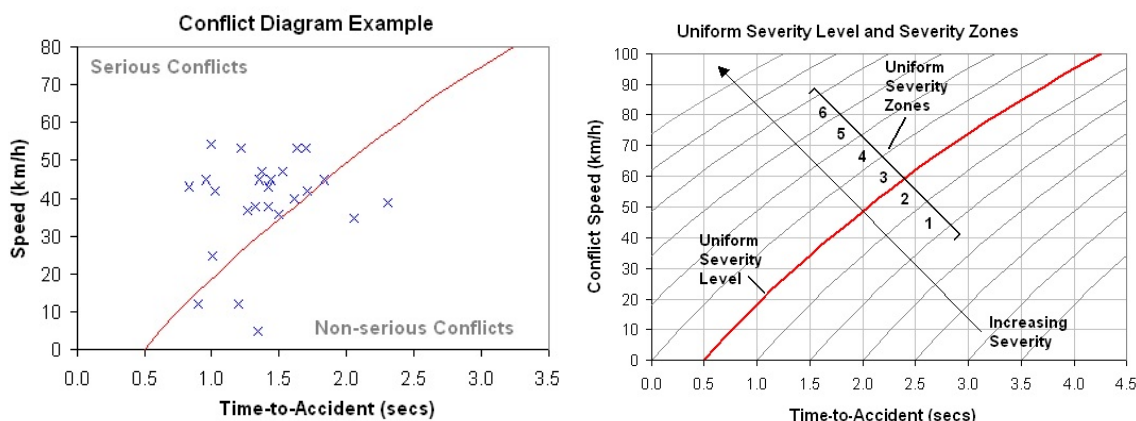 Conflict Diagram Example
80
70
60
50
40
30
20
10
0
Speed (km/h)
Serious Conflicts
Non-serious Conflicts
0.0 0.5 1.0 1.5 2.0 2.5 3.0 3.5
Time-to-Accident (secs)
Uniform Severity Level and Severity Zones
100
90
80
70
60
50
40
30
20
10
0
Conflict Speed (km/h)
Uniform
Severity
Zones
6
5
4
3
2
1
Uniform
Severity
Level
Increasing
Severity
0.0 0.5 1.0 1.5 2.0 2.5 3.0 3.5 4.0 4.5
Time-to-Accident (secs)